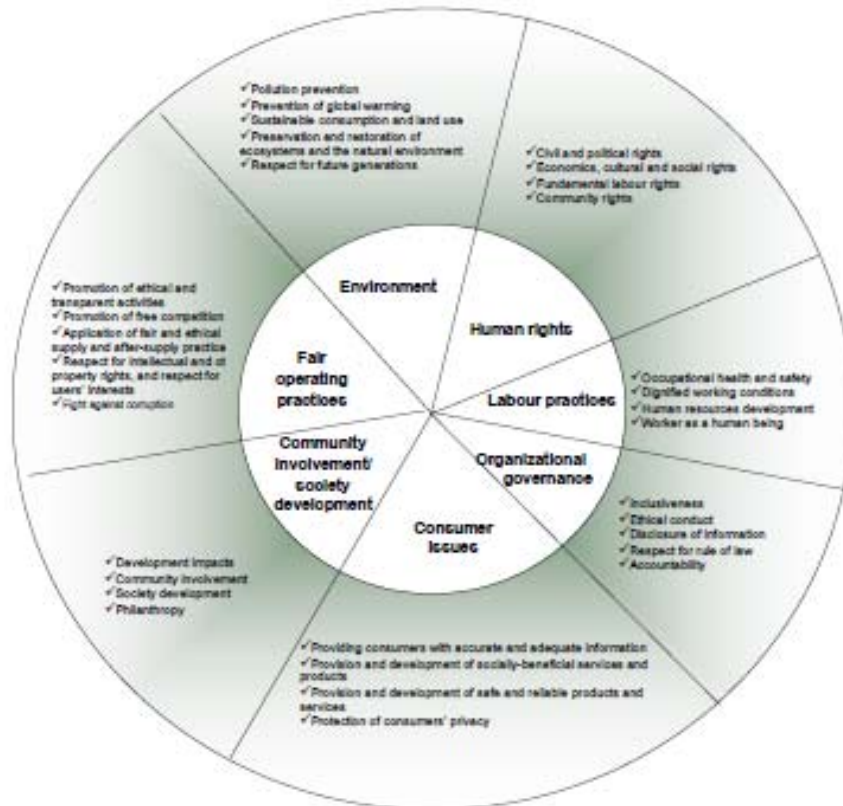 ✓Pollution prevention
✓Prevention of global warming
✓Sustainable consumption and land use
✓Preservation and restoration of
ecosystems and the natural environment
✓Respect for future generations
✓Civil and political rights
✓Economics, cultural and social rights
✓Fundamental labour rights
✓Community rights
Environment
Human rights
✓Promotion of ethical and
transparent activities
✓Promotion of free competition
✓Application of fair and ethical
supply and after-supply practice
✓Respect for intellectual and of
property rights, and respect for
users' interests
✓Fight against corruption
Fair
operating
practices
Labour practices
✓Occupational health and safety
✓Dignified working conditions
✓Human resources development
✓Worker as a human being
Community
involvement/
society
development
Organizational
governance
✓Inclusiveness
✓Ethical conduct
✓Disclosure of information
✓Respect for rule of law
✓Accountability
Consumer
issues
✓Development impacts
✓Community involvement
✓Society development
✓Philanthropy
✓Providing consumers with accurate and adequate information
✓Provision and development of socially-beneficial services and
products
✓Provision and development of safe and reliable products and
services
✓Protection of consumers' privacy